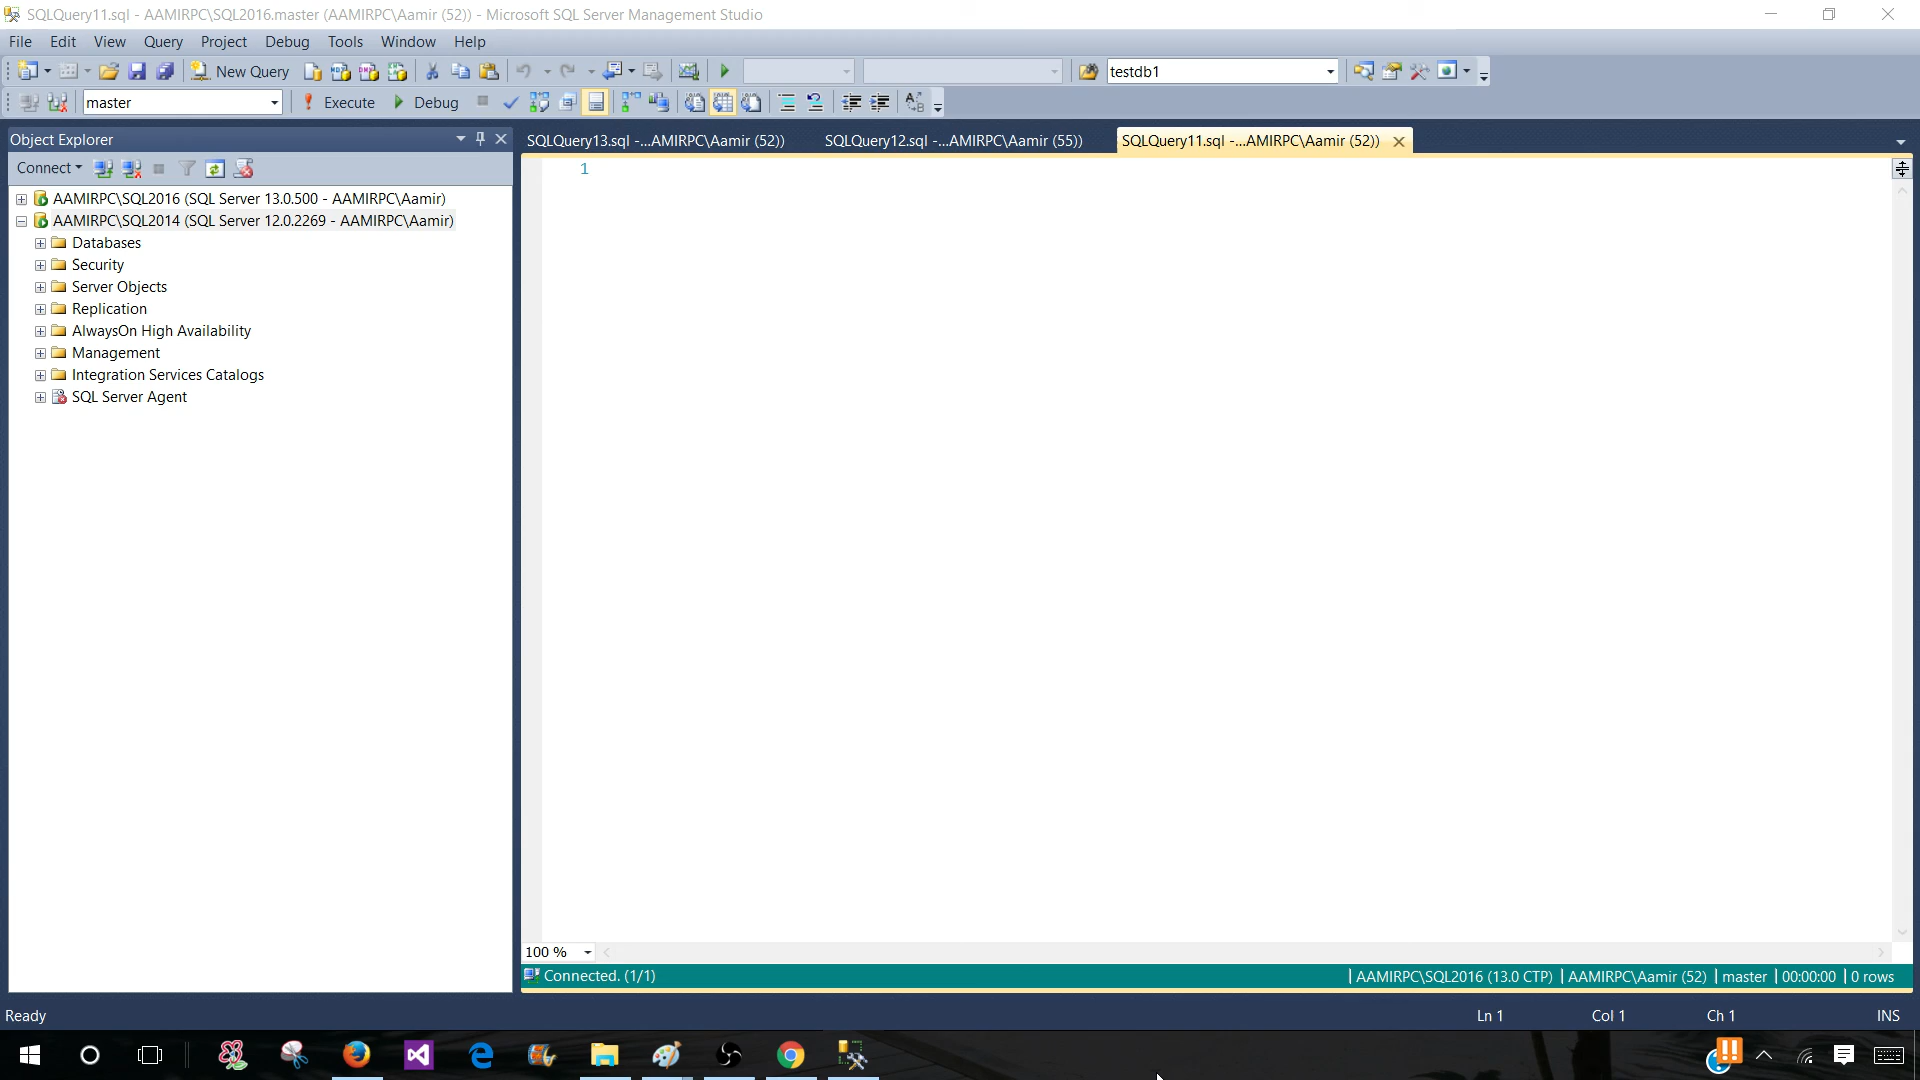 SQLQuery11.sql - AAMIRPC\SQL2016.master (AAMIRPC\Aamir (52)) - Microsoft SQL Server Management Studio
File Edit View Query Project Debug Tools Window Help
New Query testdb1
master Execute Debug
Object Explorer
SQLQuery13.sql -...AMIRPC\Aamir (52)) SQLQuery12.sql -...AMIRPC\Aamir (55)) SQLQuery11.sql -...AMIRPC\Aamir (52))
Connect
1
AAMIRPC\SQL2016 (SQL Server 13.0.500 - AAMIRPC\Aamir)
AAMIRPC\SQL2014 (SQL Server 12.0.2269 - AAMIRPC\Aamir)
Databases
Security
Server Objects
Replication
AlwaysOn High Availability
Management
Integration Services Catalogs
SQL Server Agent
100 %
Connected. (1/1) AAMIRPC\SQL2016 (13.0 CTP) AAMIRPC\Aamir (52) master 00:00:00 0 rows
Ready Ln 1 Col 1 Ch 1 INS